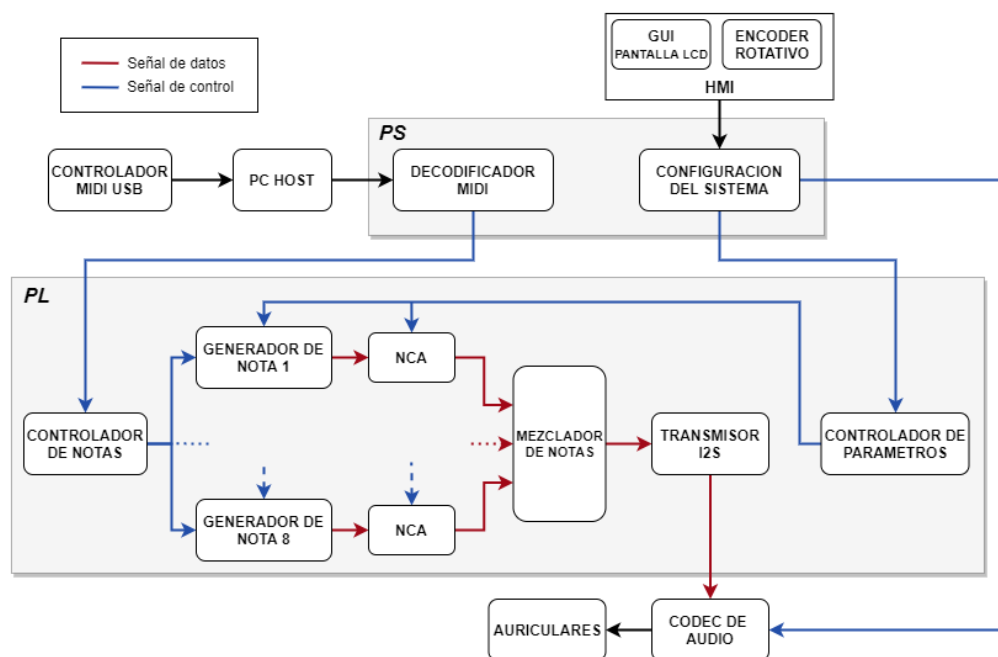 GUI
PANTALLA LCD
ENCODER
ROTATIVO
HMI
Señal de datos
Señal de control
PS
CONTROLADOR
MIDI USB
PC HOST
DECODIFICADOR
MIDI
CONFIGURACION
DEL SISTEMA
PL
GENERADOR DE
NOTA 1
NCA
CONTROLADOR
DE NOTAS
MEZCLADOR
DE NOTAS
TRANSMISOR
I2S
CONTROLADOR DE
PARAMETROS
GENERADOR DE
NOTA 8
NCA
AURICULARES
CODEC DE
AUDIO